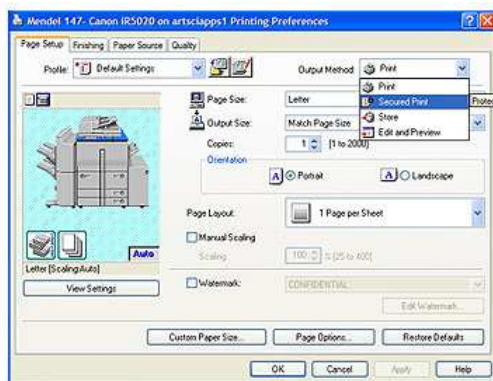 Mendel 147- Canon iR5020 on artsciapps1 Printing Preferences
Page Setup Finishing Paper Source Quality
Profile: Default Settings Output Method: Print
Print
Page Size: Letter Secured Print
Store
Output Size: Match Page Size Edit and Preview
Copies: 1 [1 to 2000]
Orientation
A Portrait A Landscape
Page Layout: 1 Page per Sheet
Auto
Manual Scaling
Letter [Scaling:Auto] Scaling: 100 % [25 to 400]
View Settings
Watermark: CONFIDENTIAL
Edit Watermark...
Custom Paper Size... Page Options... Restore Defaults
OK Cancel Apply Help